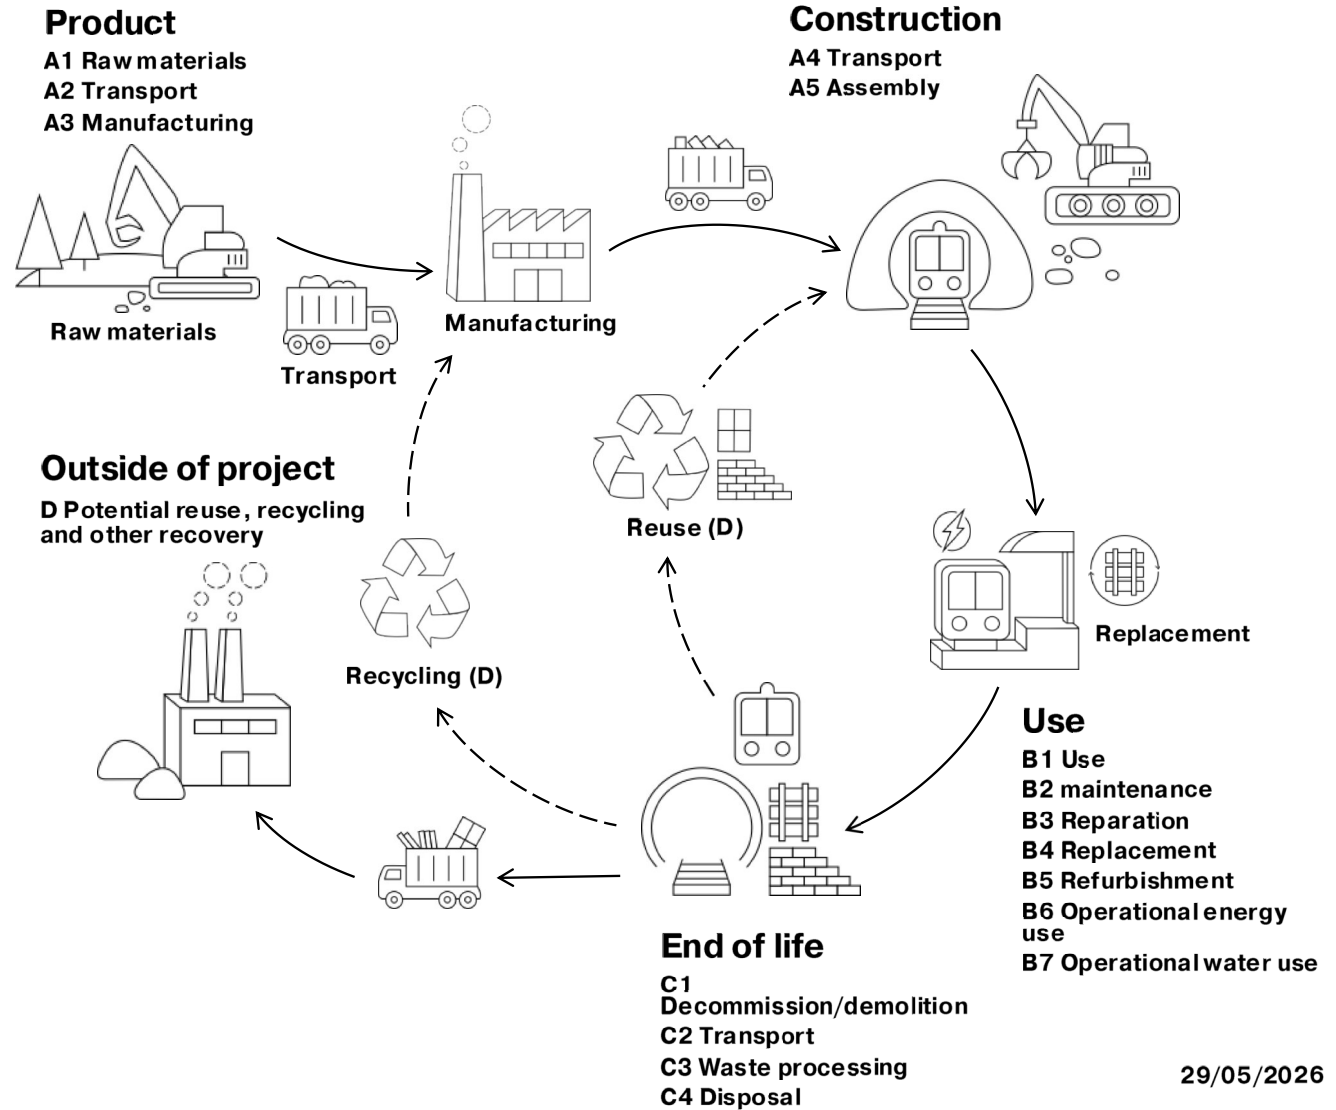 Product
A1 Raw materials
A2 Transport
A3 Manufacturing
Raw materials
Transport
Manufacturing
Construction
A4 Transport
A5 Assembly
Outside of project
D Potential reuse, recycling
and other recovery
Recycling (D)
Reuse (D)
Replacement
Use
B1 Use
B2 maintenance
B3 Reparation
B4 Replacement
B5 Refurbishment
B6 Operational energy
use
B7 Operational water use
End of life
C1
Decommission/demolition
C2 Transport
C3 Waste processing
C4 Disposal
29/05/2026